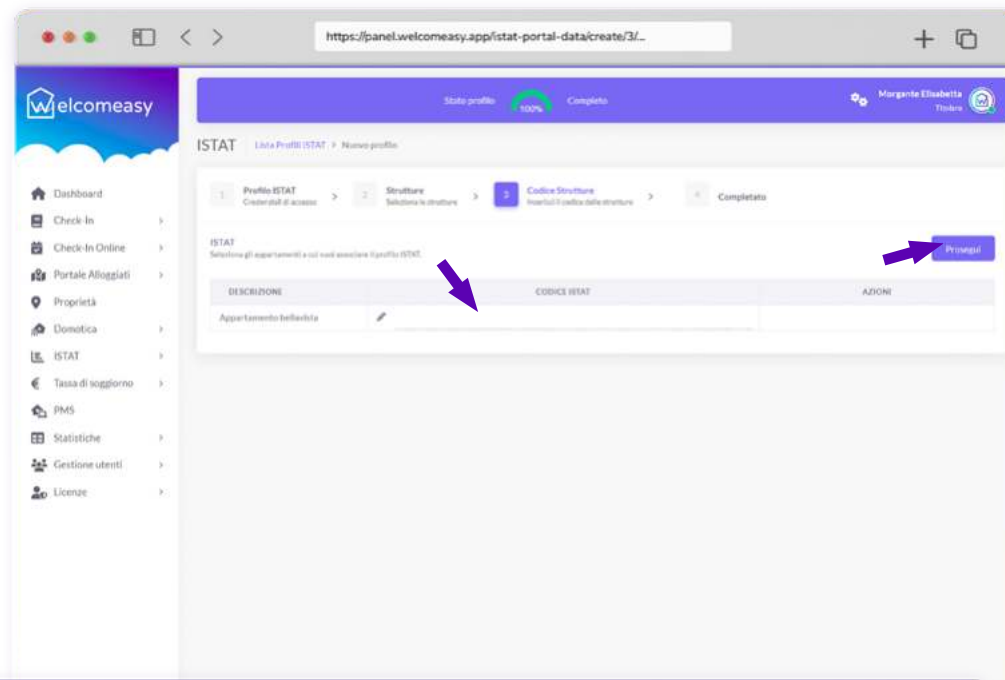 https://panel.welcomeasy.app/istat-portal-data/create/3/...
Welcomeasy
Stato profilo 100% Completo
Morgante Elisabetta
Titolare
ISTAT Lista Profili ISTAT > Nuovo profilo
1 Profilo ISTAT > 2 Strutture > 3 Codice Strutture > 4 Completato
Credenziali di accesso Seleziona le strutture Inserisci il codice delle strutture
ISTAT
Seleziona gli appartamenti a cui vuoi associare il profilo ISTAT.
Prosegui
DESCRIZIONE CODICE ISTAT AZIONI
Appartamento bellavista
Dashboard
Check-In
Check-In Online
Portale Alloggiati
Proprietà
Domotica
ISTAT
Tassa di soggiorno
PMS
Statistiche
Gestione utenti
Licenze